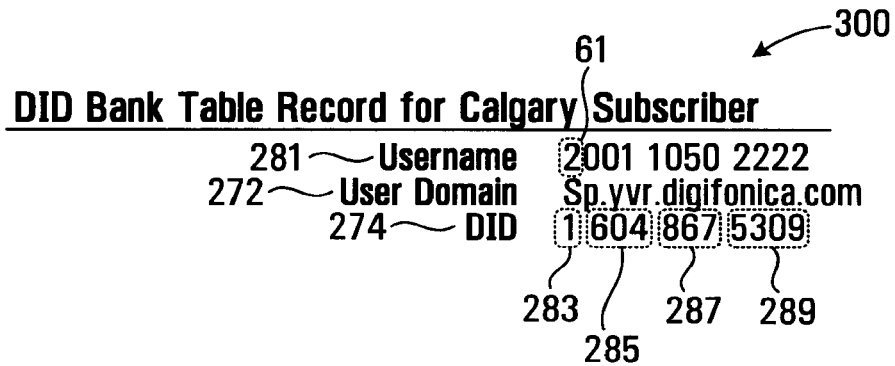 300
61
DID Bank Table Record for Calgary Subscriber
281 Username 2001 1050 2222
272 User Domain Sp.yvr.digifonica.com
274 DID 1 604 867 5309
283 287 289
285